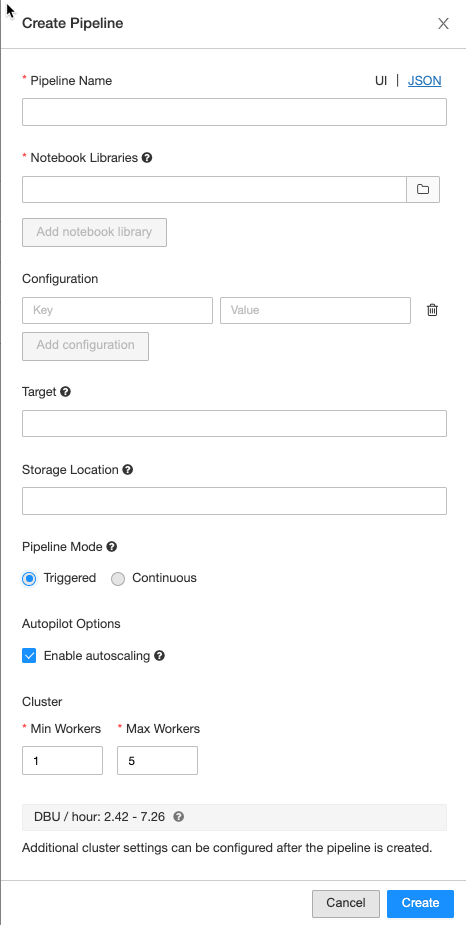 Create Pipeline
* Pipeline Name UI | JSON
* Notebook Libraries ?
Add notebook library
Configuration
Key Value
Add configuration
Target ?
Storage Location ?
Pipeline Mode ?
Triggered Continuous
Autopilot Options
Enable autoscaling ?
Cluster
* Min Workers * Max Workers
1 5
DBU / hour: 2.42 - 7.26 ?
Additional cluster settings can be configured after the pipeline is created.
Cancel Create